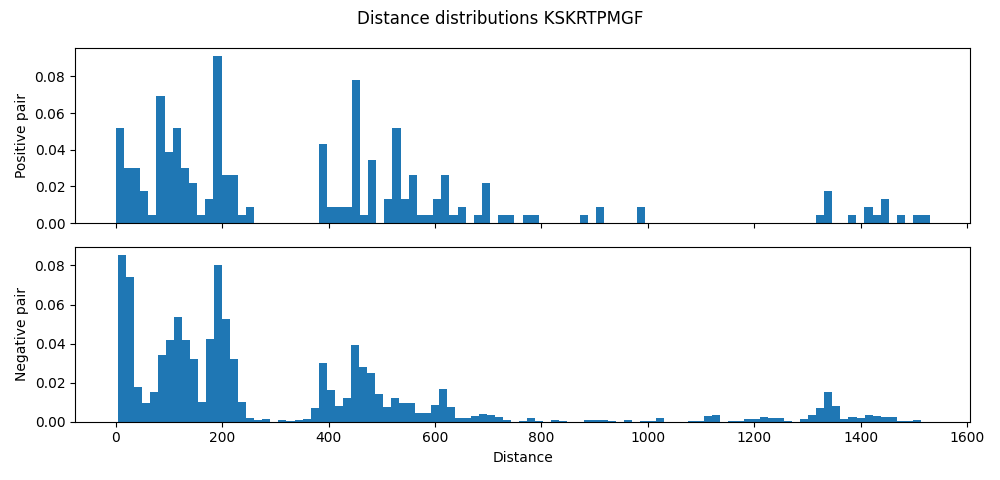 Distance distributions KSKRTPMGF
Positive pair
0.08
0.06
0.04
0.02
0.00
Negative pair
0.08
0.06
0.04
0.02
0.00
0 200 400 600 800 1000 1200 1400 1600
Distance